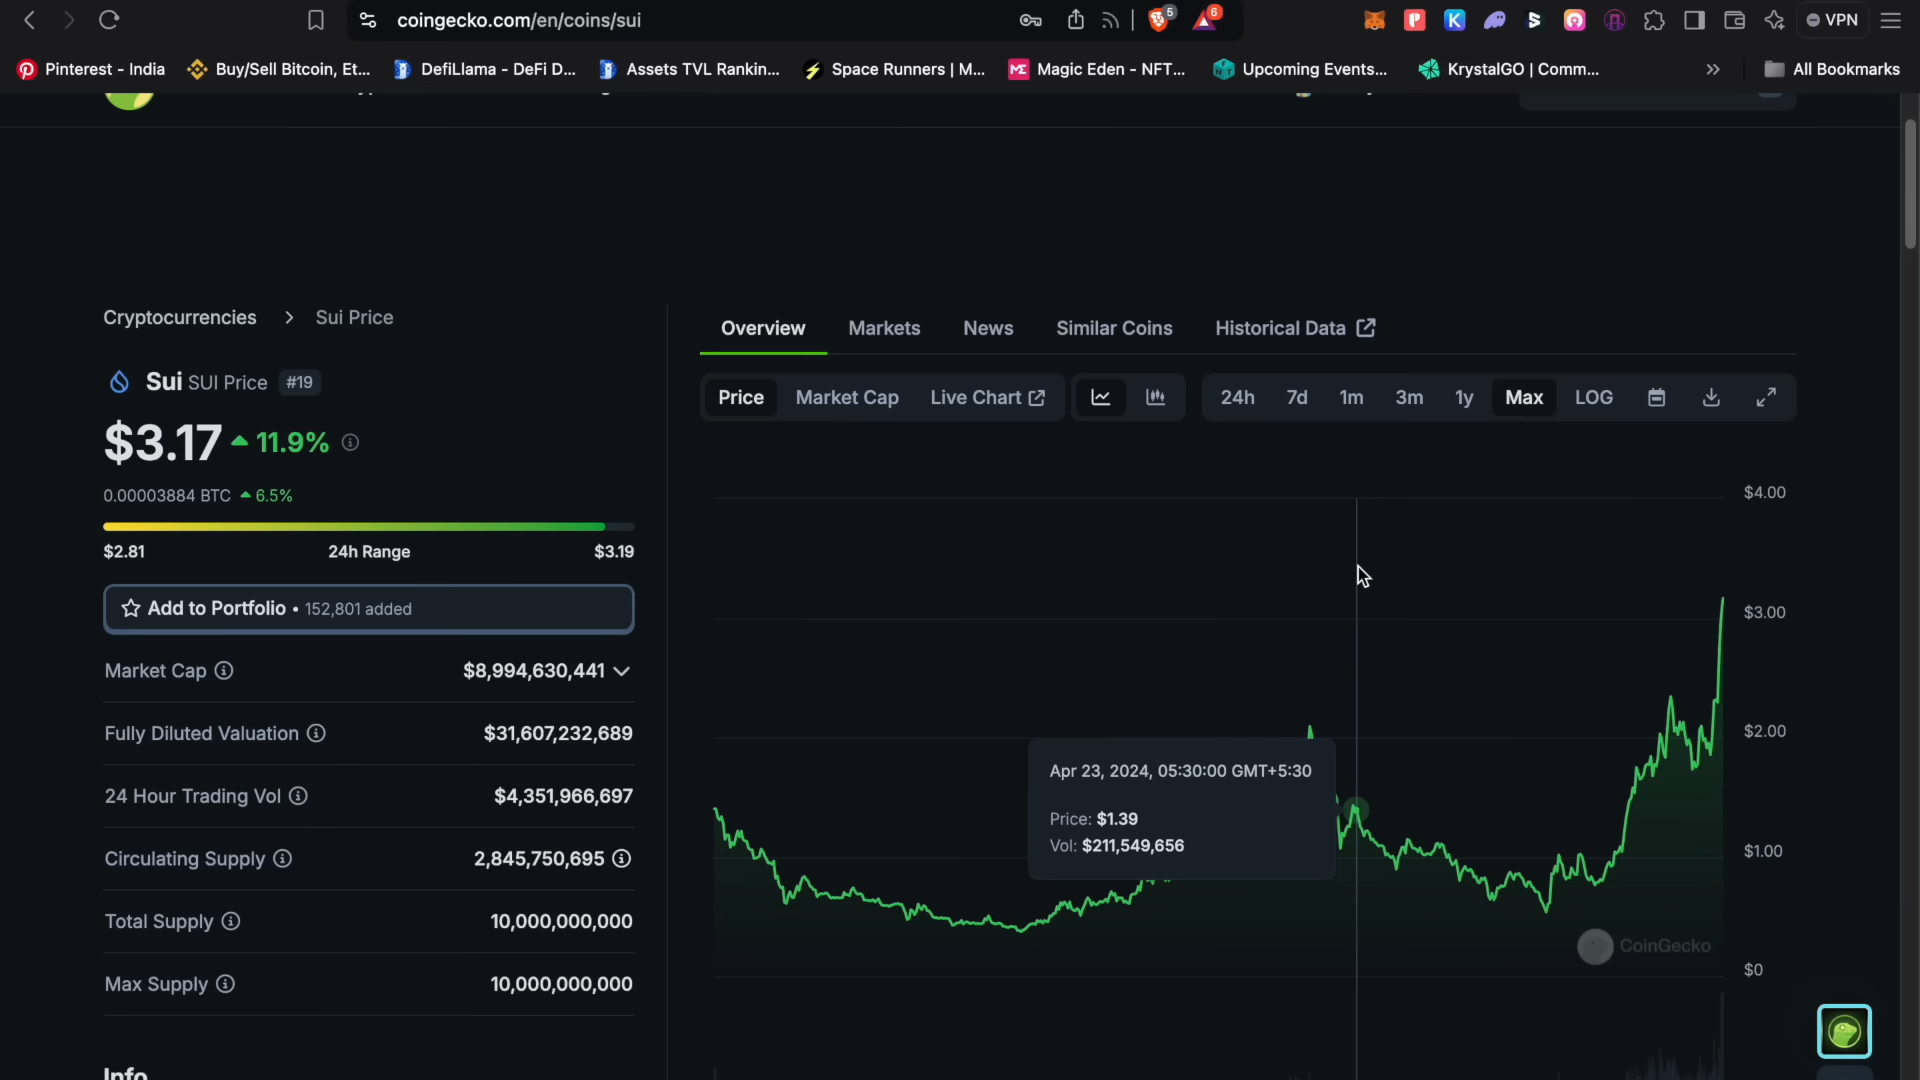 coingecko.com/en/coins/sui
5
6
VPN
Pinterest - India
Buy/Sell Bitcoin, Et...
DefiLlama - DeFi D...
Assets TVL Rankin...
Space Runners | M...
Magic Eden - NFT...
Upcoming Events...
KrystalGO | Comm...
All Bookmarks
Cryptocurrencies > Sui Price
Sui SUI Price #19
$3.17 11.9%
0.00003884 BTC 6.5%
$2.81 24h Range $3.19
Add to Portfolio • 152,801 added
Market Cap $8,994,630,441
Fully Diluted Valuation $31,607,232,689
24 Hour Trading Vol $4,351,966,697
Circulating Supply 2,845,750,695
Total Supply 10,000,000,000
Max Supply 10,000,000,000
Info
Overview Markets News Similar Coins Historical Data
Price Market Cap Live Chart 24h 7d 1m 3m 1y Max LOG
$4.00
$3.00
$2.00
$1.00
$0
Apr 23, 2024, 05:30:00 GMT+5:30
Price: $1.39
Vol: $211,549,656
CoinGecko